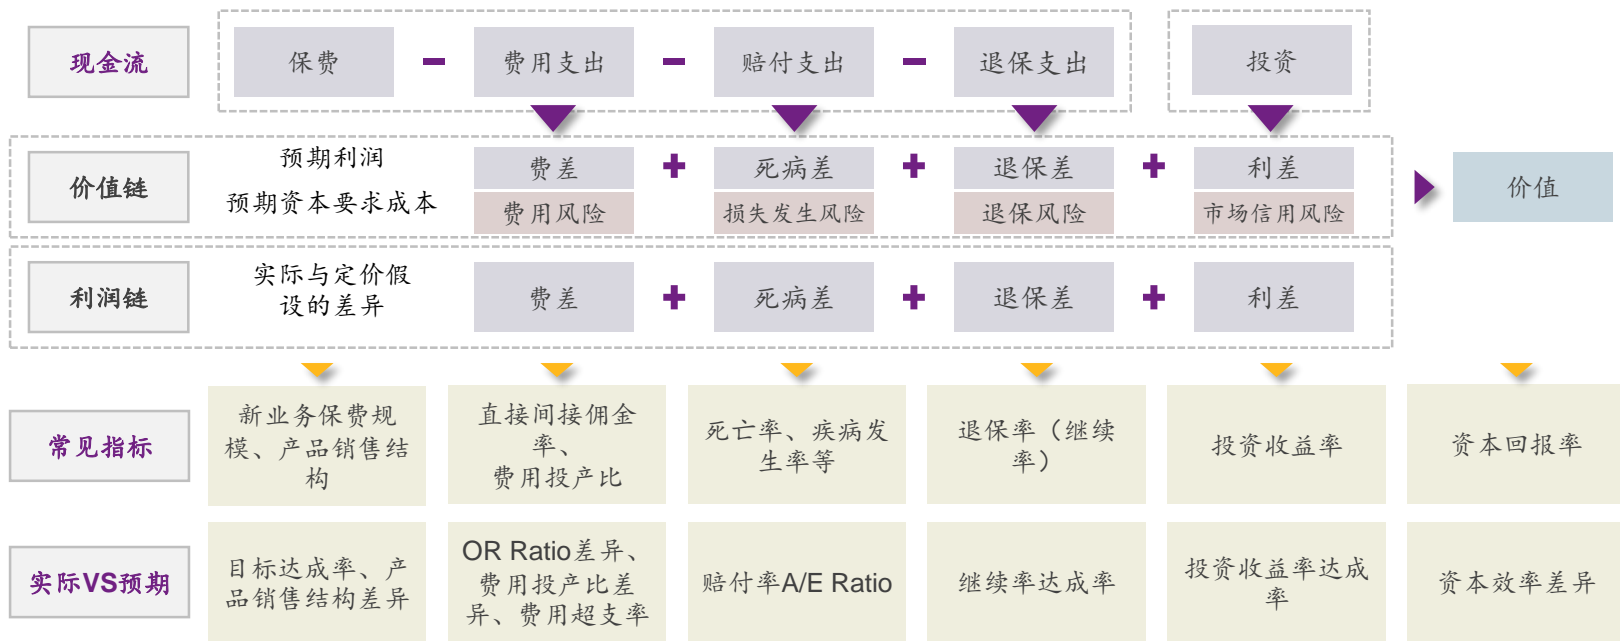 现金流
保费
费用支出
赔付支出
退保支出
投资
价值链
预期利润
预期资本要求成本
费差
死病差
退保差
利差
费用风险
损失发生风险
退保风险
市场信用风险
价值
利润链
实际与定价假
设的差异
费差
死病差
退保差
利差
常见指标
新业务保费规
模、产品销售结
构
直接间接佣金
率、
费用投产比
死亡率、疾病发
生率等
退保率（继续
率）
投资收益率
资本回报率
实际VS预期
目标达成率、产
品销售结构差异
OR Ratio差异、
费用投产比差
异、费用超支率
赔付率A/E Ratio
继续率达成率
投资收益率达成
率
资本效率差异